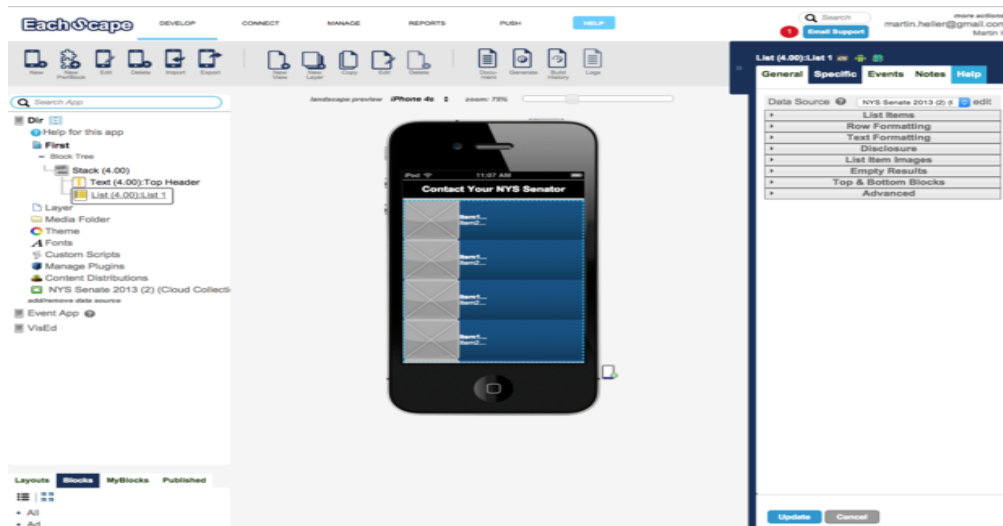 EachScape
DEVELOP
CONNECT
MANAGE
REPORTS
PUSH
HELP
Search
more actions
martin.heller@gmail.com
1
Email Support
Martin H
New
New PartBook
Edit
Delete
Import
Export
New View
New Layer
Copy
Edit
Delete
Docu-ment
Generate
Build History
Logs
Search App
landscape preview
iPhone 4s
zoom: 75%
Dir
Help for this app
First
Block Tree
Stack (4.00)
Text (4.00):Top Header
List (4.00):List 1
Layer
Media Folder
Theme
Fonts
Custom Scripts
Manage Plugins
Content Distributions
NYS Senate 2013 (2) (Cloud Collecti
add/remove data source
Event App
VisEd
iPod
11:07 AM
Contact Your NYS Senator
Item1...
Item2...
Item1...
Item2...
Item1...
Item2...
Item1...
Item2...
Layouts
Blocks
MyBlocks
Published
All
Ad
List (4.00):List 1
General
Specific
Events
Notes
Help
Data Source
NYS Senate 2013 (2) (
edit
List Items
Row Formatting
Text Formatting
Disclosure
List Item Images
Empty Results
Top & Bottom Blocks
Advanced
Update
Cancel